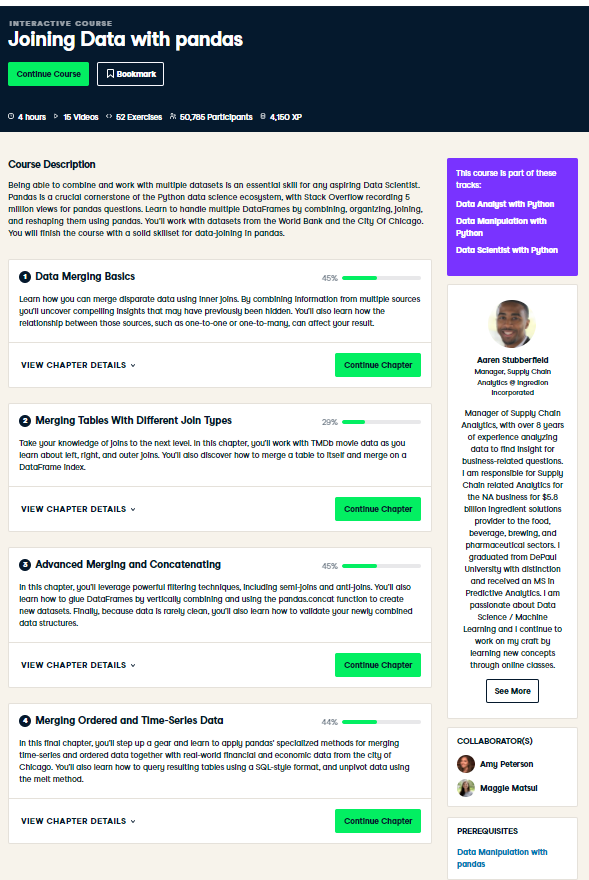 INTERACTIVE COURSE
Joining Data with pandas
Continue Course
Bookmark
4 hours 15 Videos 52 Exercises 50,785 Participants 4,150 XP
Course Description
Being able to combine and work with multiple datasets is an essential skill for any aspiring Data Scientist.
Pandas is a crucial cornerstone of the Python data science ecosystem, with Stack Overflow recording 5
million views for pandas questions. Learn to handle multiple DataFrames by combining, organizing, joining,
and reshaping them using pandas. You'll work with datasets from the World Bank and the City Of Chicago.
You will finish the course with a solid skillset for data-joining in pandas.
1 Data Merging Basics 45%
Learn how you can merge disparate data using inner joins. By combining information from multiple sources
you'll uncover compelling insights that may have previously been hidden. You'll also learn how the
relationship between those sources, such as one-to-one or one-to-many, can affect your result.
VIEW CHAPTER DETAILS
Continue Chapter
2 Merging Tables With Different Join Types 29%
Take your knowledge of joins to the next level. In this chapter, you'll work with TMDb movie data as you
learn about left, right, and outer joins. You'll also discover how to merge a table to itself and merge on a
DataFrame index.
VIEW CHAPTER DETAILS
Continue Chapter
3 Advanced Merging and Concatenating 45%
In this chapter, you'll leverage powerful filtering techniques, including semi-joins and anti-joins. You'll also
learn how to glue DataFrames by vertically combining and using the pandas.concat function to create
new datasets. Finally, because data is rarely clean, you'll also learn how to validate your newly combined
data structures.
VIEW CHAPTER DETAILS
Continue Chapter
4 Merging Ordered and Time-Series Data 44%
In this final chapter, you'll step up a gear and learn to apply pandas' specialized methods for merging
time-series and ordered data together with real-world financial and economic data from the city of
Chicago. You'll also learn how to query resulting tables using a SQL-style format, and unpivot data using
the melt method.
VIEW CHAPTER DETAILS
Continue Chapter
This course is part of these
tracks:
Data Analyst with Python
Data Manipulation with
Python
Data Scientist with Python
Aaren Stubberfield
Manager, Supply Chain
Analytics @ Ingredion
Incorporated
Manager of Supply Chain
Analytics, with over 8 years
of experience analyzing
data to find insight for
business-related questions.
I am responsible for Supply
Chain related Analytics for
the NA business for $5.8
billion ingredient solutions
provider to the food,
beverage, brewing, and
pharmaceutical sectors. I
graduated from DePaul
University with distinction
and received an MS in
Predictive Analytics. I am
passionate about Data
Science / Machine
Learning and I continue to
work on my craft by
learning new concepts
through online classes.
See More
COLLABORATOR(S)
Amy Peterson
Maggie Matsui
PREREQUISITES
Data Manipulation with
pandas